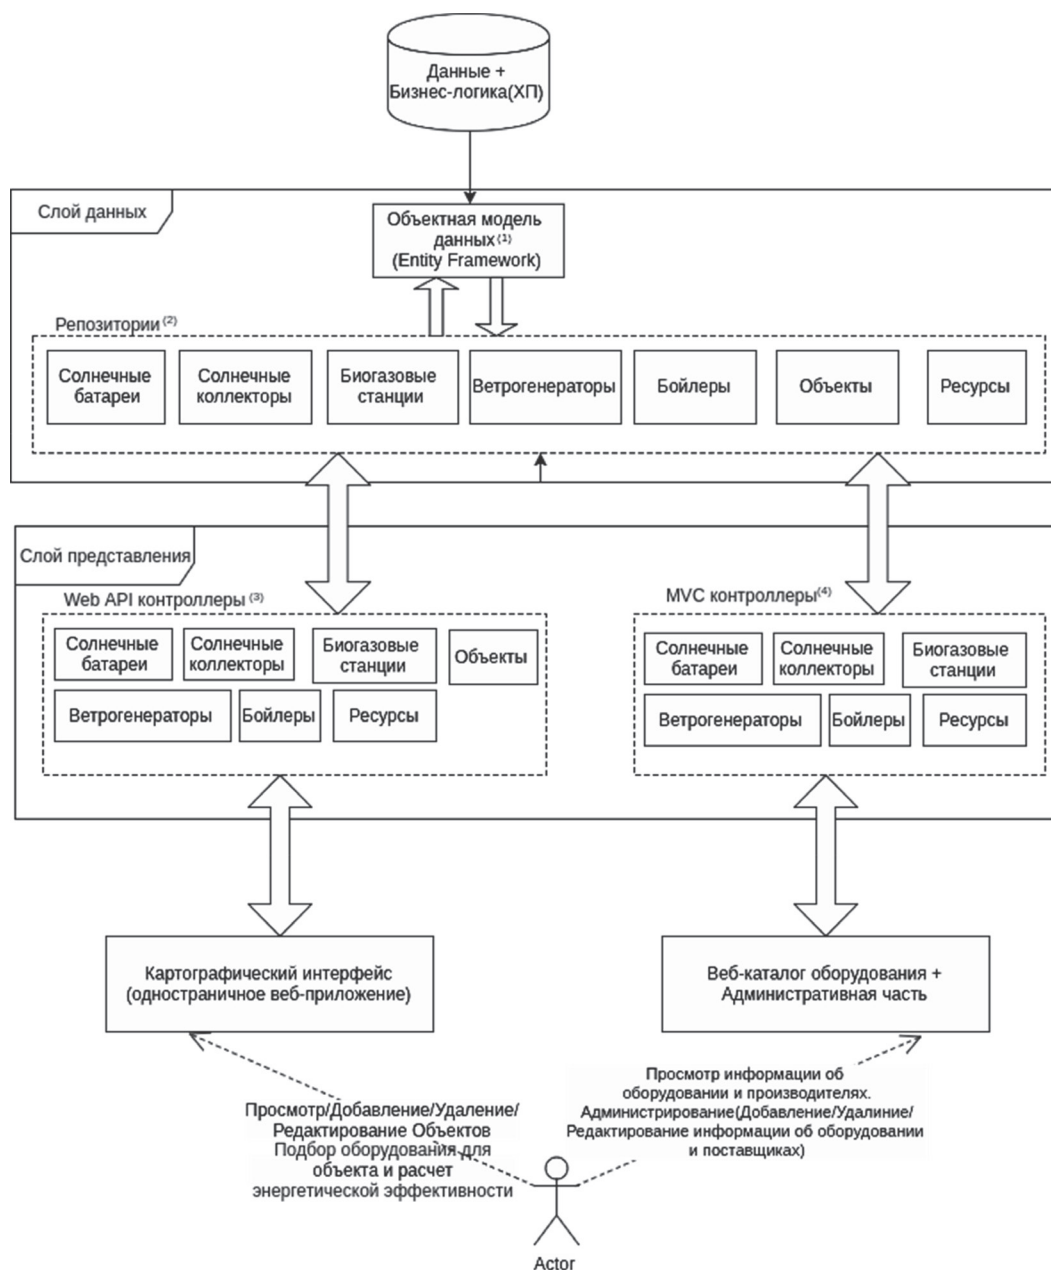 Данные +
Бизнес-логика(ХП)
Слой данных
Объектная модель
данных(1)
(Entity Framework)
Репозитории(2)
Солнечные
батареи
Солнечные
коллекторы
Биогазовые
станции
Ветрогенераторы
Бойлеры
Объекты
Ресурсы
Слой представления
Web API контроллеры (3)
Солнечные
батареи
Солнечные
коллекторы
Биогазовые
станции
Объекты
Ветрогенераторы
Бойлеры
Ресурсы
MVC контроллеры(4)
Солнечные
батареи
Солнечные
коллекторы
Биогазовые
станции
Ветрогенераторы
Бойлеры
Ресурсы
Картографический интерфейс
(одностраничное веб-приложение)
Веб-каталог оборудования +
Административная часть
Просмотр/Добавление/Удаление/
Редактирование Объектов
Подбор оборудования для
объекта и расчет
энергетической эффективности
Просмотр информации об
оборудовании и производителях.
Администрирование(Добавление/Удалиние/
Редактирование информации об оборудовании
и поставщиках)
Actor